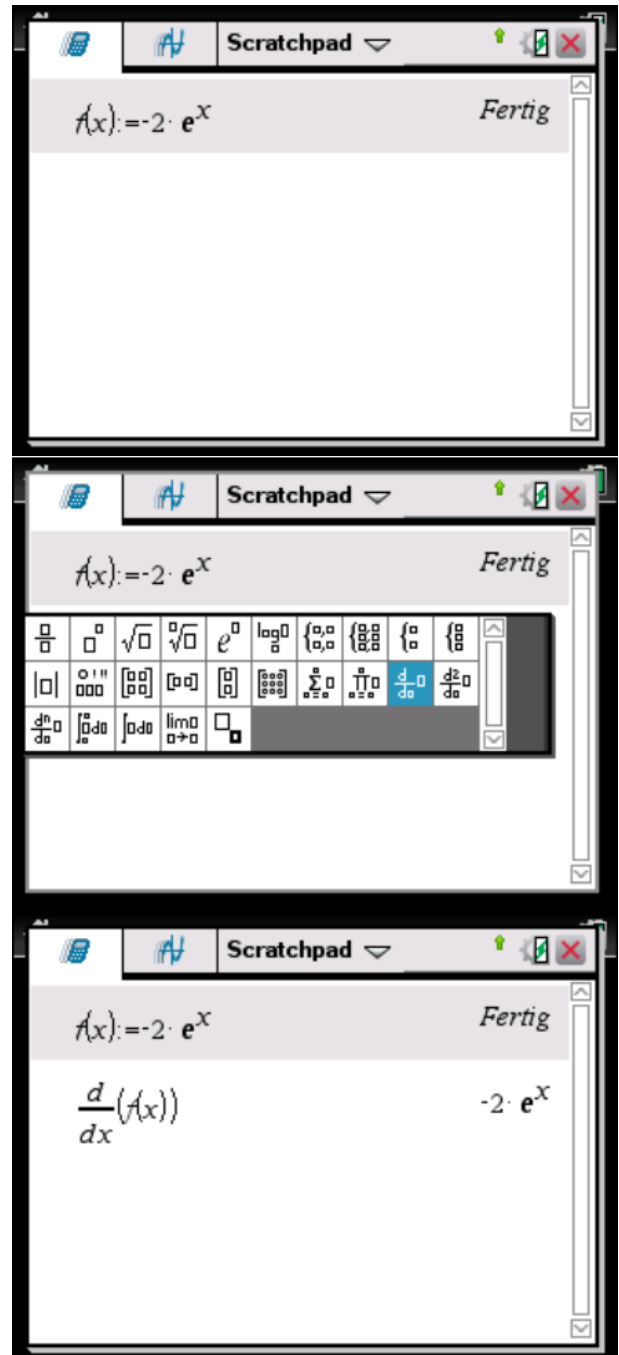 Scratchpad
f(x):=-2· e^x Fertig
Scratchpad
f(x):=-2· e^x Fertig
Scratchpad
f(x):=-2· e^x Fertig
d/dx(f(x)) -2· e^x